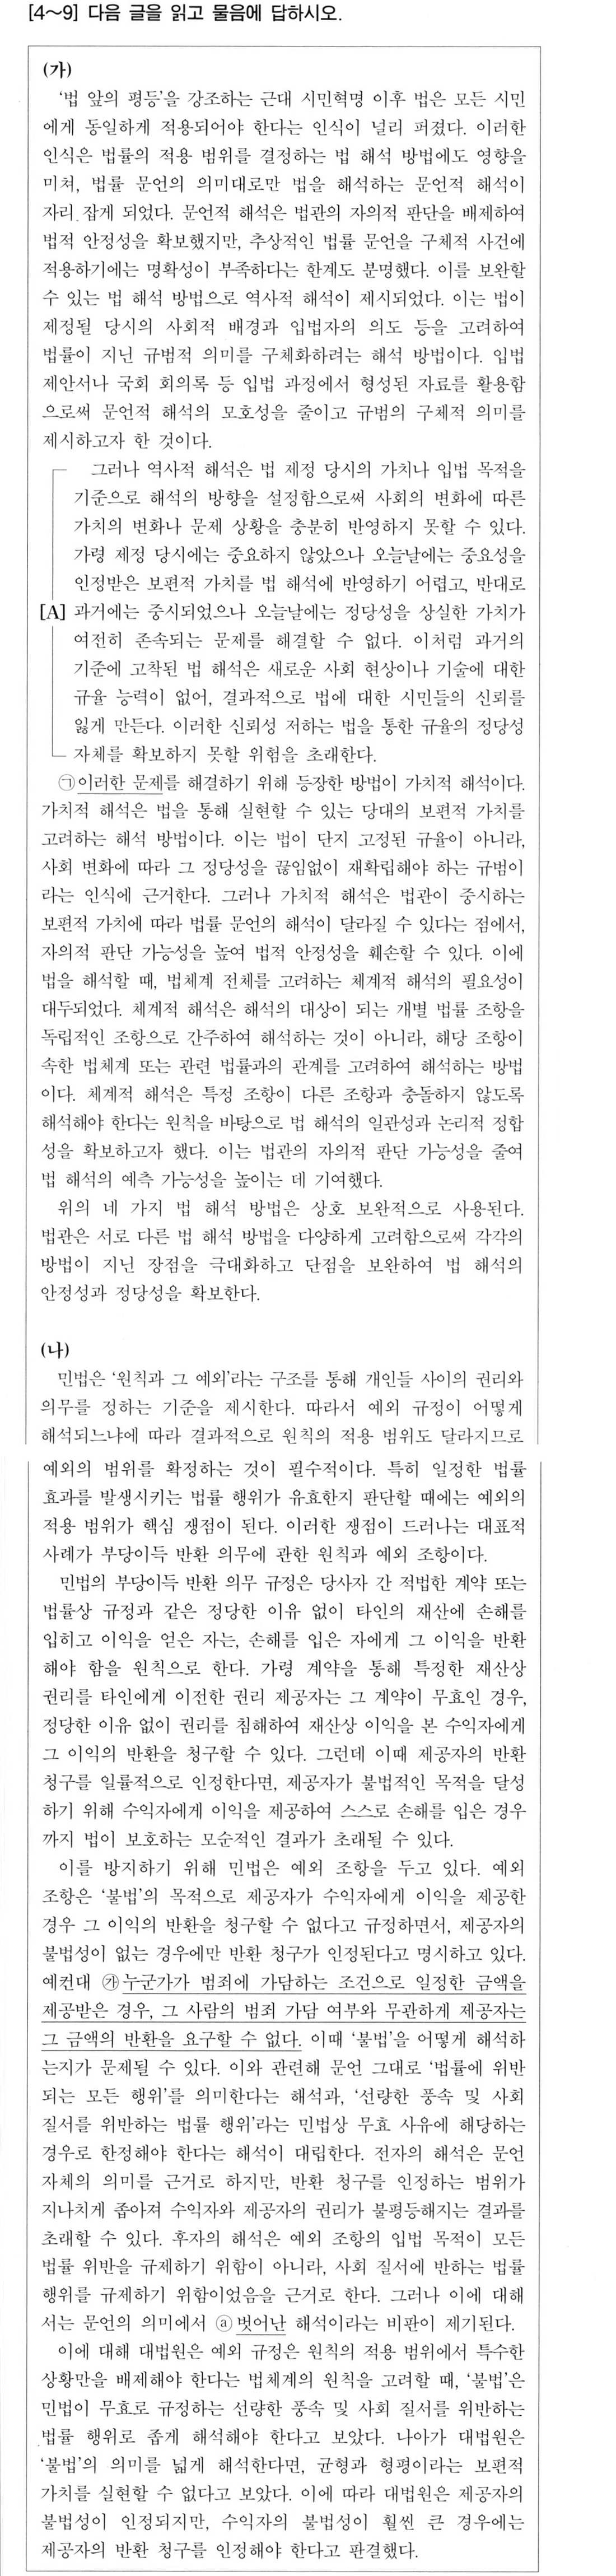 [4~9] 다음 글을 읽고 물음에 답하시오.
(가)
‘법 앞의 평등’을 강조하는 근대 시민혁명 이후 법은 모든 시민
에게 동일하게 적용되어야 한다는 인식이 널리 퍼졌다. 이러한
인식은 법률의 적용 범위를 결정하는 법 해석 방법에도 영향을
미쳐, 법률 문언의 의미대로만 법을 해석하는 문언적 해석이
자리 잡게 되었다. 문언적 해석은 법관의 자의적 판단을 배제하여
법적 안정성을 확보했지만, 추상적인 법률 문언을 구체적 사건에
적용하기에는 명확성이 부족하다는 한계도 분명했다. 이를 보완할
수 있는 법 해석 방법으로 역사적 해석이 제시되었다. 이는 법이
제정될 당시의 사회적 배경과 입법자의 의도 등을 고려하여
법률이 지닌 규범적 의미를 구체화하려는 해석 방법이다. 입법
제안서나 국회 회의록 등 입법 과정에서 형성된 자료를 활용함
으로써 문언적 해석의 모호성을 줄이고 규범의 구체적 의미를
제시하고자 한 것이다.
그러나 역사적 해석은 법 제정 당시의 가치나 입법 목적을
기준으로 해석의 방향을 설정함으로써 사회의 변화에 따른
가치의 변화나 문제 상황을 충분히 반영하지 못할 수 있다.
가령 제정 당시에는 중요하지 않았으나 오늘날에는 중요성을
인정받은 보편적 가치를 법 해석에 반영하기 어렵고, 반대로
[A] 과거에는 중시되었으나 오늘날에는 정당성을 상실한 가치가
여전히 존속되는 문제를 해결할 수 없다. 이처럼 과거의
기준에 고착된 법 해석은 새로운 사회 현상이나 기술에 대한
규율 능력이 없어, 결과적으로 법에 대한 시민들의 신뢰를
잃게 만든다. 이러한 신뢰성 저하는 법을 통한 규율의 정당성
자체를 확보하지 못할 위험을 초래한다.
㉠이러한 문제를 해결하기 위해 등장한 방법이 가치적 해석이다.
가치적 해석은 법을 통해 실현할 수 있는 당대의 보편적 가치를
고려하는 해석 방법이다. 이는 법이 단지 고정된 규율이 아니라,
사회 변화에 따라 그 정당성을 끊임없이 재확립해야 하는 규범이
라는 인식에 근거한다. 그러나 가치적 해석은 법관이 중시하는
보편적 가치에 따라 법률 문언의 해석이 달라질 수 있다는 점에서,
자의적 판단 가능성을 높여 법적 안정성을 훼손할 수 있다. 이에
법을 해석할 때, 법체계 전체를 고려하는 체계적 해석의 필요성이
대두되었다. 체계적 해석은 해석의 대상이 되는 개별 법률 조항을
독립적인 조항으로 간주하여 해석하는 것이 아니라, 해당 조항이
속한 법체계 또는 관련 법률과의 관계를 고려하여 해석하는 방법
이다. 체계적 해석은 특정 조항이 다른 조항과 충돌하지 않도록
해석해야 한다는 원칙을 바탕으로 법 해석의 일관성과 논리적 정합
성을 확보하고자 했다. 이는 법관의 자의적 판단 가능성을 줄여
법 해석의 예측 가능성을 높이는 데 기여했다.
위의 네 가지 법 해석 방법은 상호 보완적으로 사용된다.
법관은 서로 다른 법 해석 방법을 다양하게 고려함으로써 각각의
방법이 지닌 장점을 극대화하고 단점을 보완하여 법 해석의
안정성과 정당성을 확보한다.
(나)
민법은 ‘원칙과 그 예외’라는 구조를 통해 개인들 사이의 권리와
의무를 정하는 기준을 제시한다. 따라서 예외 규정이 어떻게
해석되느냐에 따라 결과적으로 원칙의 적용 범위도 달라지므로
예외의 범위를 확정하는 것이 필수적이다. 특히 일정한 법률
효과를 발생시키는 법률 행위가 유효한지 판단할 때에는 예외의
적용 범위가 핵심 쟁점이 된다. 이러한 쟁점이 드러나는 대표적
사례가 부당이득 반환 의무에 관한 원칙과 예외 조항이다.
민법의 부당이득 반환 의무 규정은 당사자 간 적법한 계약 또는
법률상 규정과 같은 정당한 이유 없이 타인의 재산에 손해를
입히고 이익을 얻은 자는, 손해를 입은 자에게 그 이익을 반환
해야 함을 원칙으로 한다. 가령 계약을 통해 특정한 재산상
권리를 타인에게 이전한 권리 제공자는 그 계약이 무효인 경우,
정당한 이유 없이 권리를 침해하여 재산상 이익을 본 수익자에게
그 이익의 반환을 청구할 수 있다. 그런데 이때 제공자의 반환
청구를 일률적으로 인정한다면, 제공자가 불법적인 목적을 달성
하기 위해 수익자에게 이익을 제공하여 스스로 손해를 입은 경우
까지 법이 보호하는 모순적인 결과가 초래될 수 있다.
이를 방지하기 위해 민법은 예외 조항을 두고 있다. 예외
조항은 ‘불법’의 목적으로 제공자가 수익자에게 이익을 제공한
경우 그 이익의 반환을 청구할 수 없다고 규정하면서, 제공자의
불법성이 없는 경우에만 반환 청구가 인정된다고 명시하고 있다.
예컨대 ㉮누군가가 범죄에 가담하는 조건으로 일정한 금액을
제공받은 경우, 그 사람의 범죄 가담 여부와 무관하게 제공자는
그 금액의 반환을 요구할 수 없다. 이때 ‘불법’을 어떻게 해석하
는지가 문제될 수 있다. 이와 관련해 문언 그대로 ‘법률에 위반
되는 모든 행위’를 의미한다는 해석과, ‘선량한 풍속 및 사회
질서를 위반하는 법률 행위’라는 민법상 무효 사유에 해당하는
경우로 한정해야 한다는 해석이 대립한다. 전자의 해석은 문언
자체의 의미를 근거로 하지만, 반환 청구를 인정하는 범위가
지나치게 좁아져 수익자와 제공자의 권리가 불평등해지는 결과를
초래할 수 있다. 후자의 해석은 예외 조항의 입법 목적이 모든
법률 위반을 규제하기 위함이 아니라, 사회 질서에 반하는 법률
행위를 규제하기 위함이었음을 근거로 한다. 그러나 이에 대해
서는 문언의 의미에서 ⓐ벗어난 해석이라는 비판이 제기된다.
이에 대해 대법원은 예외 규정은 원칙의 적용 범위에서 특수한
상황만을 배제해야 한다는 법체계의 원칙을 고려할 때, ‘불법’은
민법이 무효로 규정하는 선량한 풍속 및 사회 질서를 위반하는
법률 행위로 좁게 해석해야 한다고 보았다. 나아가 대법원은
‘불법’의 의미를 넓게 해석한다면, 균형과 형평이라는 보편적
가치를 실현할 수 없다고 보았다. 이에 따라 대법원은 제공자의
불법성이 인정되지만, 수익자의 불법성이 훨씬 큰 경우에는
제공자의 반환 청구를 인정해야 한다고 판결했다.